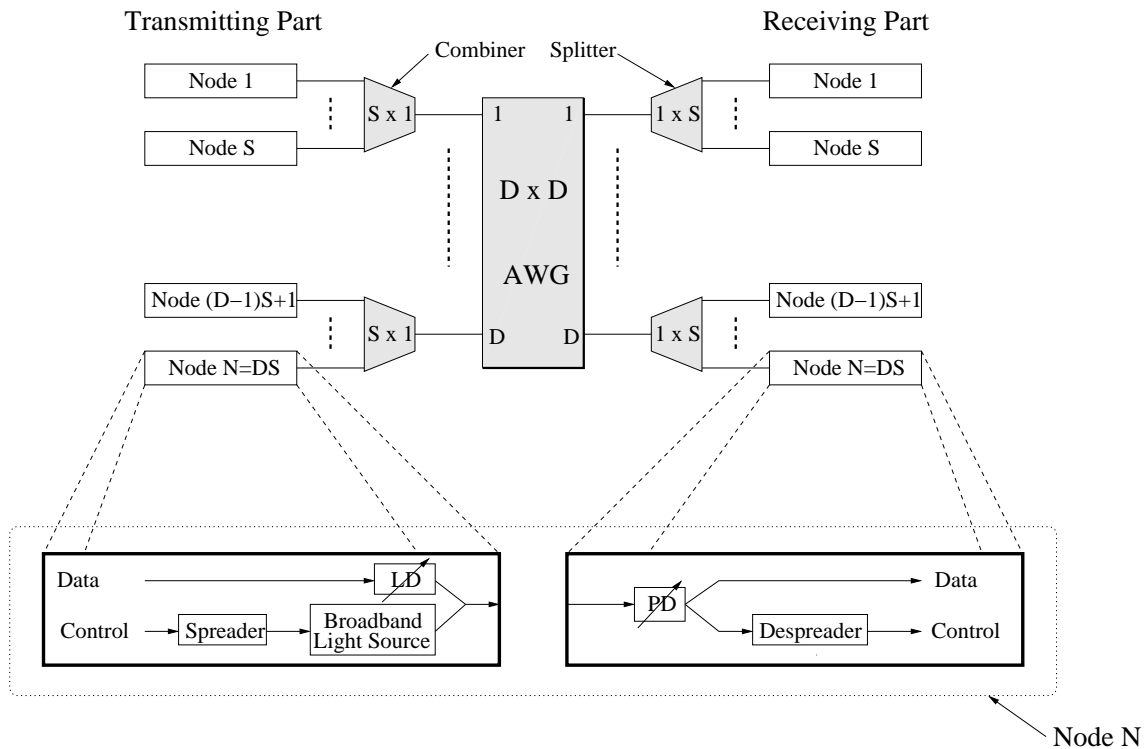 Transmitting Part
Receiving Part
Combiner
Splitter
Node 1
Node 1
S x 1
1
1
1 x S
Node S
Node S
D x D
AWG
Node (D−1)S+1
Node (D−1)S+1
S x 1
D
D
1 x S
Node N=DS
Node N=DS
Data
LD
PD
Data
Control
Spreader
Broadband
Light Source
Despreader
Control
Node N